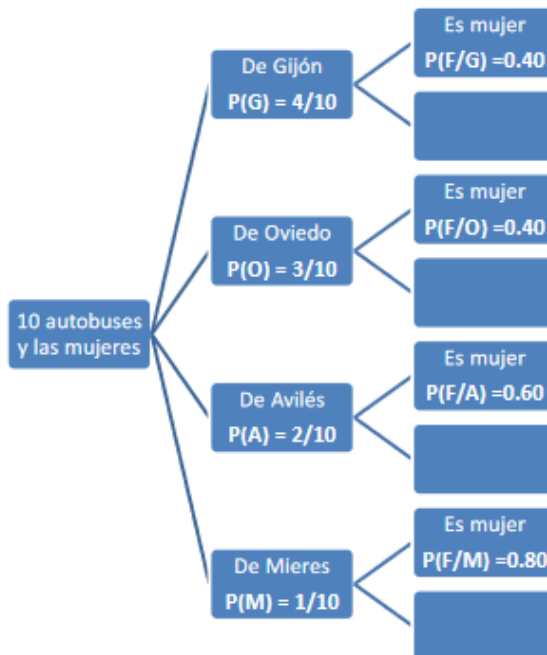 Es mujer
P(F/G) =0.40
De Gijón
P(G) = 4/10
Es mujer
P(F/O) =0.40
De Oviedo
P(O) = 3/10
10 autobuses
y las mujeres
Es mujer
P(F/A) =0.60
De Avilés
P(A) = 2/10
Es mujer
P(F/M) =0.80
De Mieres
P(M) = 1/10